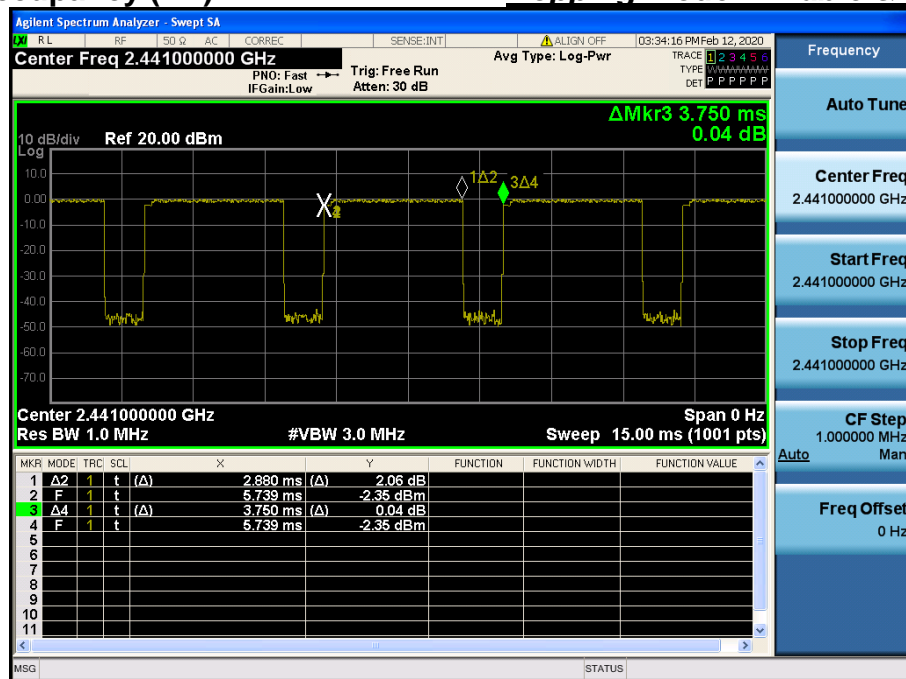 Agilent Spectrum Analyzer - Swept SA
LXI RL RF 50 Ω AC CORREC SENSE:INT ALIGN OFF 03:34:16 PM Feb 12, 2020
Center Freq 2.441000000 GHz
PNO: Fast
IFGain:Low
Trig: Free Run
Atten: 30 dB
Avg Type: Log-Pwr
TRACE 1 2 3 4 5 6
TYPE WWWWWW
DET P P P P P P
ΔMkr3 3.750 ms
0.04 dB
10 dB/div Ref 20.00 dBm
Log
10.0
0.00
-10.0
-20.0
-30.0
-40.0
-50.0
-60.0
-70.0
1Δ2
3Δ4
Center 2.441000000 GHz Span 0 Hz
Res BW 1.0 MHz #VBW 3.0 MHz Sweep 15.00 ms (1001 pts)
MKR MODE TRC SCL X Y FUNCTION FUNCTION WIDTH FUNCTION VALUE
1 Δ2 1 t (Δ) 2.880 ms (Δ) 2.06 dB
2 F 1 t 5.739 ms -2.35 dBm
3 Δ4 1 t (Δ) 3.750 ms (Δ) 0.04 dB
4 F 1 t 5.739 ms -2.35 dBm
5
6
7
8
9
10
11
MSG STATUS
Frequency
Auto Tune
Center Freq
2.441000000 GHz
Start Freq
2.441000000 GHz
Stop Freq
2.441000000 GHz
CF Step
1.000000 MHz
Auto Man
Freq Offset
0 Hz